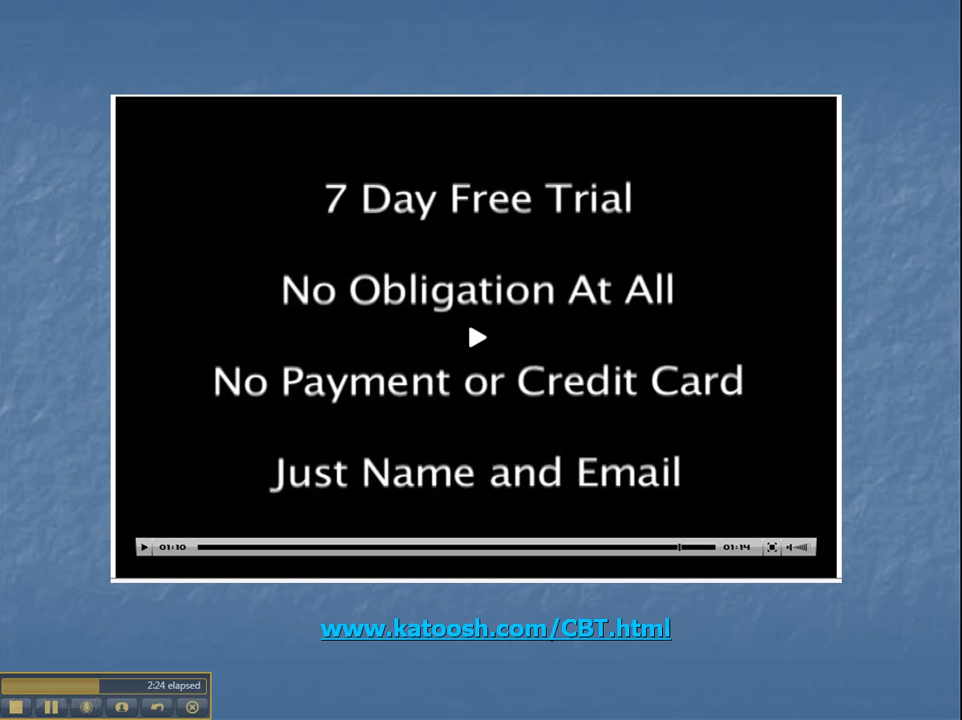 7 Day Free Trial
No Obligation At All
No Payment or Credit Card
Just Name and Email
01:10 01:14
www.katoosh.com/CBT.html
2:24 elapsed